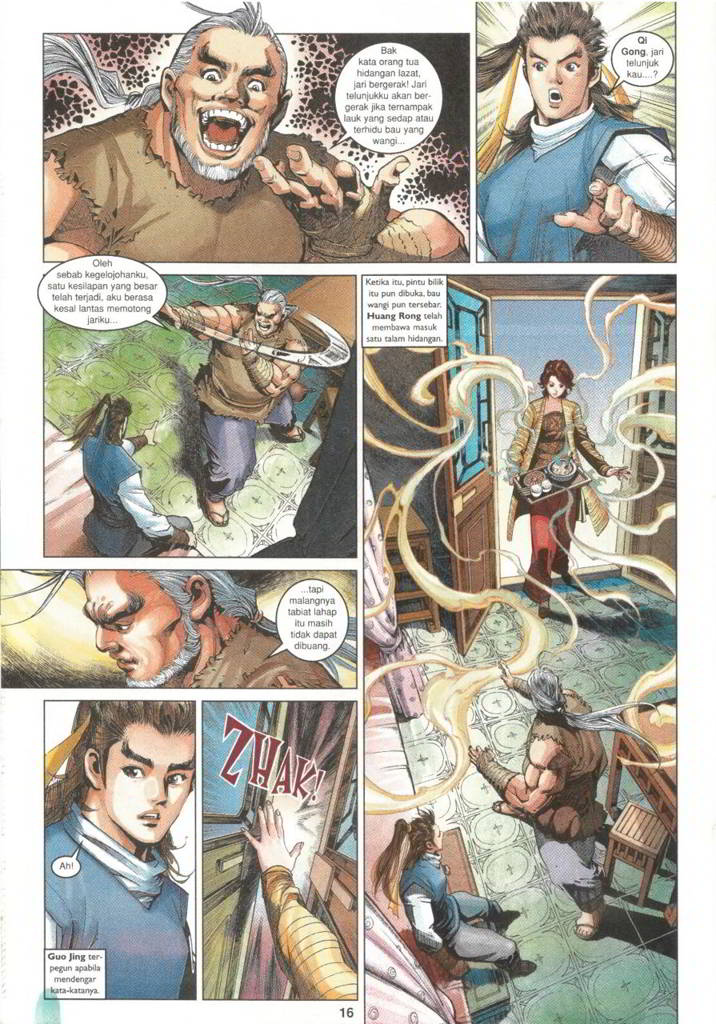 Bak
kata orang tua
hidangan lazat,
jari bergerak! Jari
telunjukku akan ber-
gerak jika ternampak
lauk yang sedap atau
terhidu bau yang
wangi...
Qi
Gong, jari
telunjuk
kau....?
Oleh
sebab kegelojohanku,
satu kesilapan yang besar
telah terjadi, aku berasa
kesal lantas memotong
jariku...
...tapi
malangnya
tabiat lahap
itu masih
tidak dapat
dibuang.
Ah!
Guo Jing ter-
pegun apabila
mendengar
kata-katanya.
ZHAK!
Ketika itu, pintu bilik
itu pun dibuka, bau
wangi pun tersebar.
Huang Rong telah
membawa masuk
satu talam hidangan.
16